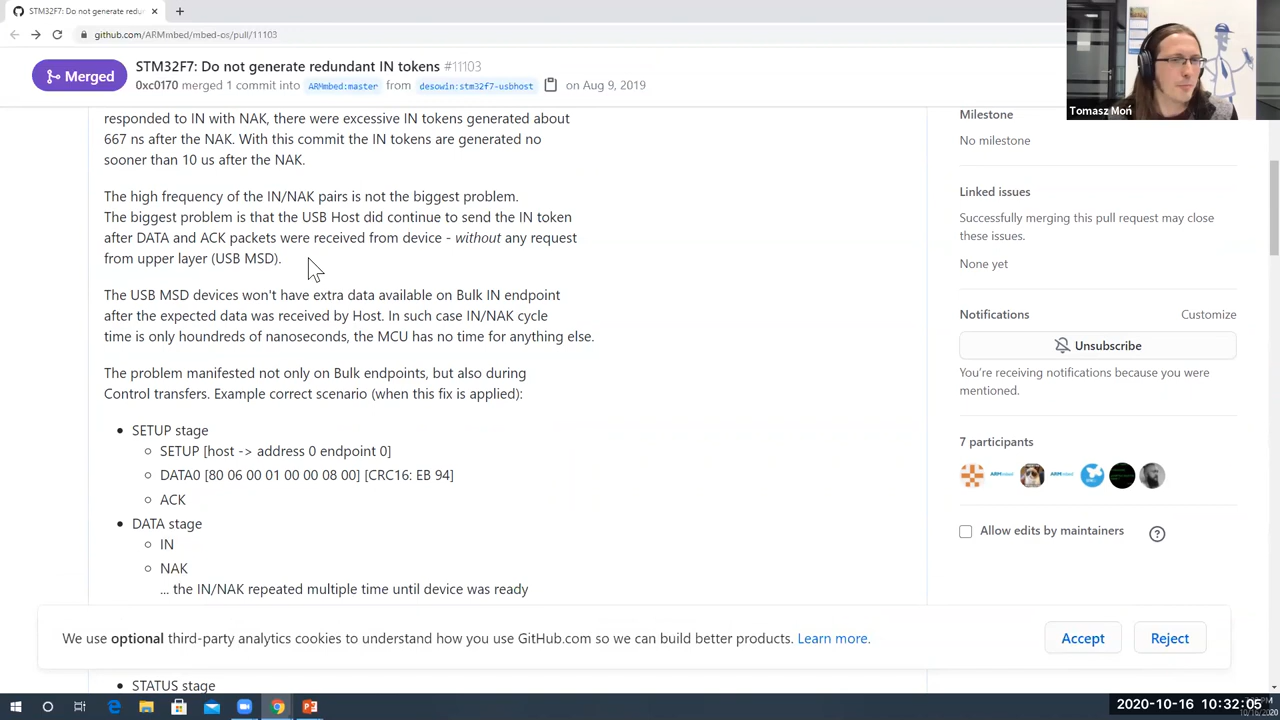 STM32F7: Do not generate redun
github.com/ARMmbed/mbed-os/pull/11103
Merged
STM32F7: Do not generate redundant IN tokens #11103
0xc0170 merged 1 commit into ARMmbed:master from desowin:stm32f7-usbhost on Aug 9, 2019
Tomasz Moń
responded to IN with NAK, there were excessive IN tokens generated about
667 ns after the NAK. With this commit the IN tokens are generated no
sooner than 10 us after the NAK.
The high frequency of the IN/NAK pairs is not the biggest problem.
The biggest problem is that the USB Host did continue to send the IN token
after DATA and ACK packets were received from device - without any request
from upper layer (USB MSD).
The USB MSD devices won't have extra data available on Bulk IN endpoint
after the expected data was received by Host. In such case IN/NAK cycle
time is only houndreds of nanoseconds, the MCU has no time for anything else.
The problem manifested not only on Bulk endpoints, but also during
Control transfers. Example correct scenario (when this fix is applied):
• SETUP stage
SETUP [host -> address 0 endpoint 0]
DATA0 [80 06 00 01 00 00 08 00] [CRC16: EB 94]
ACK
• DATA stage
IN
NAK
... the IN/NAK repeated multiple time until device was ready
• STATUS stage
Milestone
No milestone
Linked issues
Successfully merging this pull request may close
these issues.
None yet
Notifications
Customize
Unsubscribe
You're receiving notifications because you were
mentioned.
7 participants
Allow edits by maintainers
We use optional third-party analytics cookies to understand how you use GitHub.com so we can build better products. Learn more.
Accept
Reject
2020-10-16 10:32:05